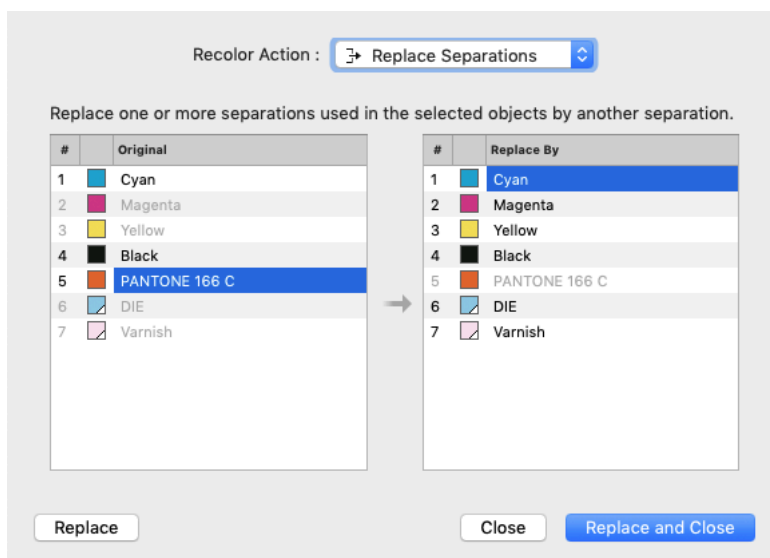 Recolor Action : Replace Separations
Replace one or more separations used in the selected objects by another separation.
# Original
1 Cyan
2 Magenta
3 Yellow
4 Black
5 PANTONE 166 C
6 DIE
7 Varnish
# Replace By
1 Cyan
2 Magenta
3 Yellow
4 Black
5 PANTONE 166 C
6 DIE
7 Varnish
Replace
Close
Replace and Close